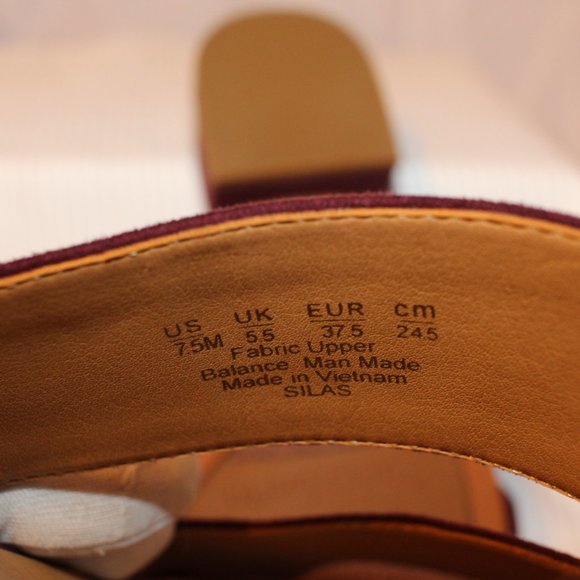 US UK EUR cm
7.5M 5.5 37.5 24.5
Fabric Upper
Balance Man Made
Made in Vietnam
SILAS